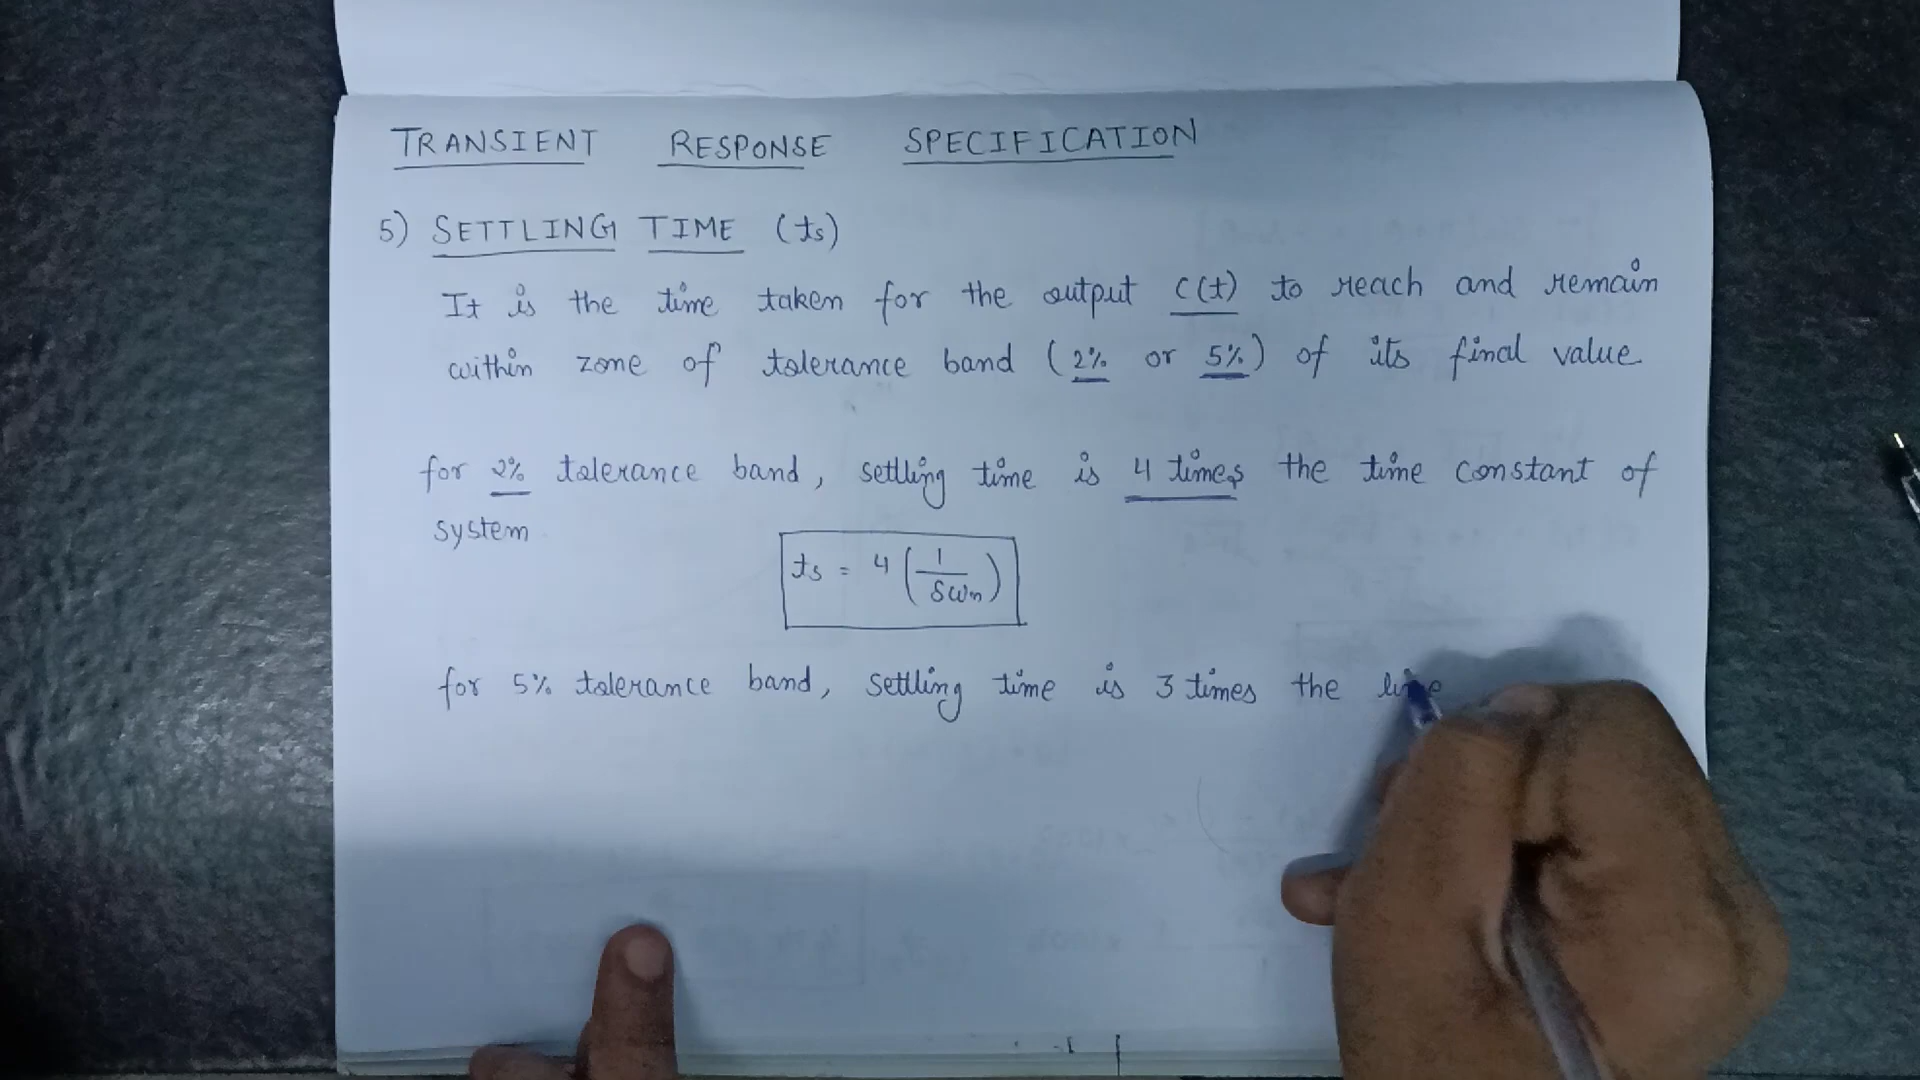 TRANSIENT RESPONSE SPECIFICATION
5) SETTLING TIME (ts)
It is the time taken for the output c(t) to reach and remain
within zone of tolerance band (2% or 5%) of its final value
for 2% tolerance band, settling time is 4 times the time constant of
system
ts = 4 (1/δωn)
for 5% tolerance band, settling time is 3 times the